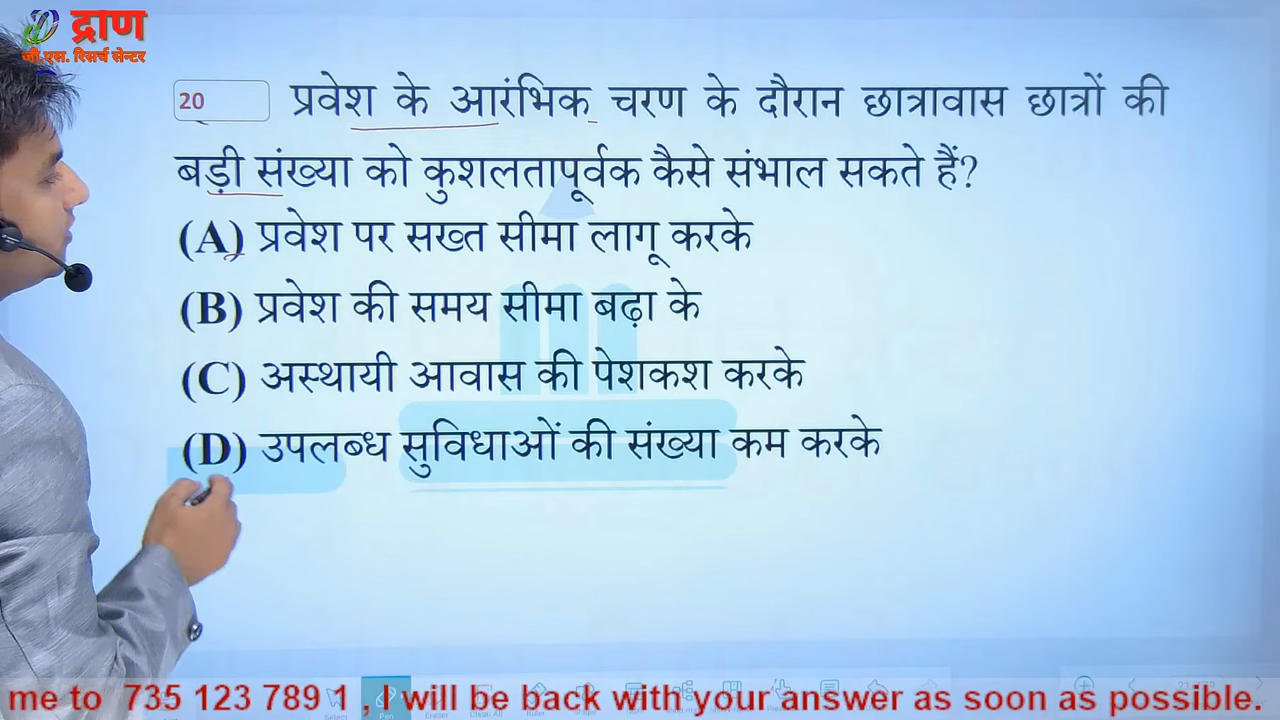 द्राण
जी.एस. रिसर्च सेन्टर
20 प्रवेश के आरंभिक चरण के दौरान छात्रावास छात्रों की
बड़ी संख्या को कुशलतापूर्वक कैसे संभाल सकते हैं?
(A) प्रवेश पर सख्त सीमा लागू करके
(B) प्रवेश की समय सीमा बढ़ा के
(C) अस्थायी आवास की पेशकश करके
(D) उपलब्ध सुविधाओं की संख्या कम करके
me to 735 123 789 1 , I will be back with your answer as soon as possible.